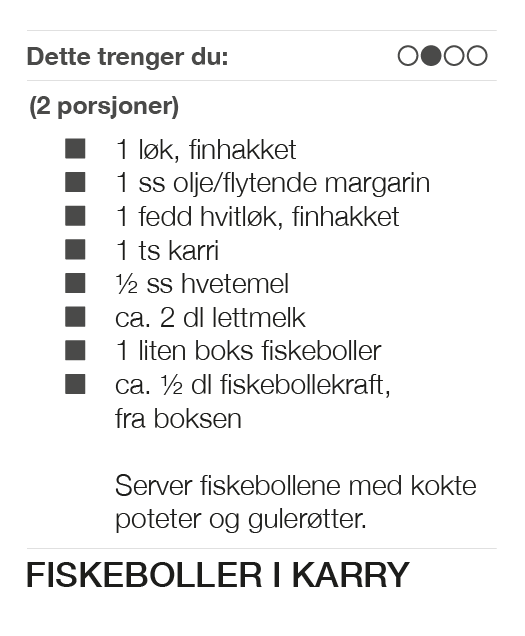 Dette trenger du:
(2 porsjoner)
1 løk, finhakket
1 ss olje/flytende margarin
1 fedd hvitløk, finhakket
1 ts karri
½ ss hvetemel
ca. 2 dl lettmelk
1 liten boks fiskeboller
ca. ½ dl fiskebollekraft,
fra boksen
Server fiskebollene med kokte
poteter og gulerøtter.
FISKEBOLLER I KARRY